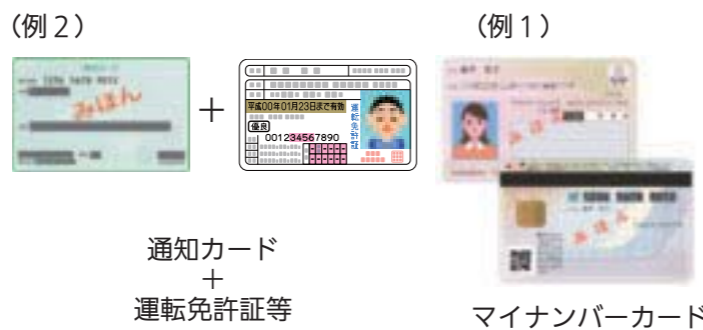 (例2)
みほん
+
平成00年01月23日まで有効
優良
運転免許証
001234567890
通知カード
+
運転免許証等
(例1)
みほん
みほん
マイナンバーカード